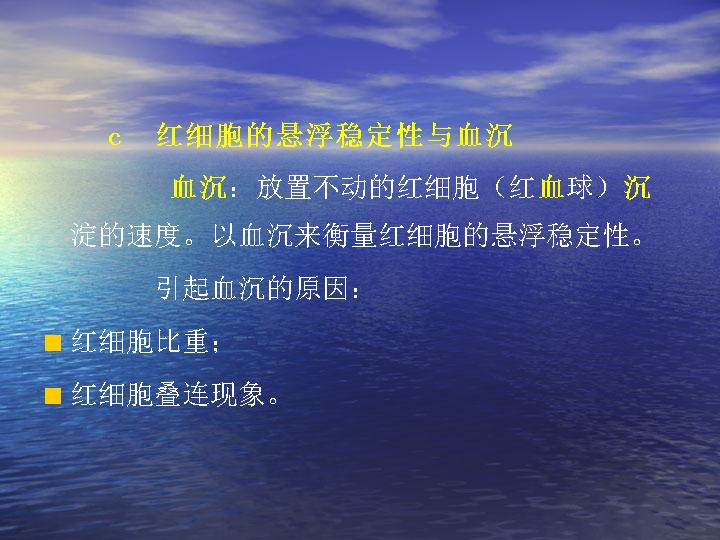 c 红细胞的悬浮稳定性与血沉
血沉：放置不动的红细胞（红血球）沉
淀的速度。以血沉来衡量红细胞的悬浮稳定性。
引起血沉的原因：
红细胞比重；
红细胞叠连现象。